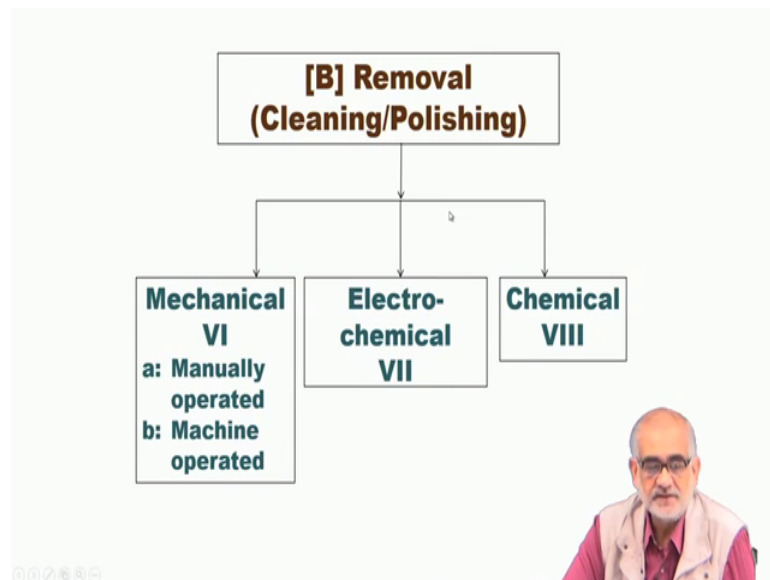 [B] Removal
(Cleaning/Polishing)
Mechanical
VI
a: Manually
operated
b: Machine
operated
Electro-
chemical
VII
Chemical
VIII